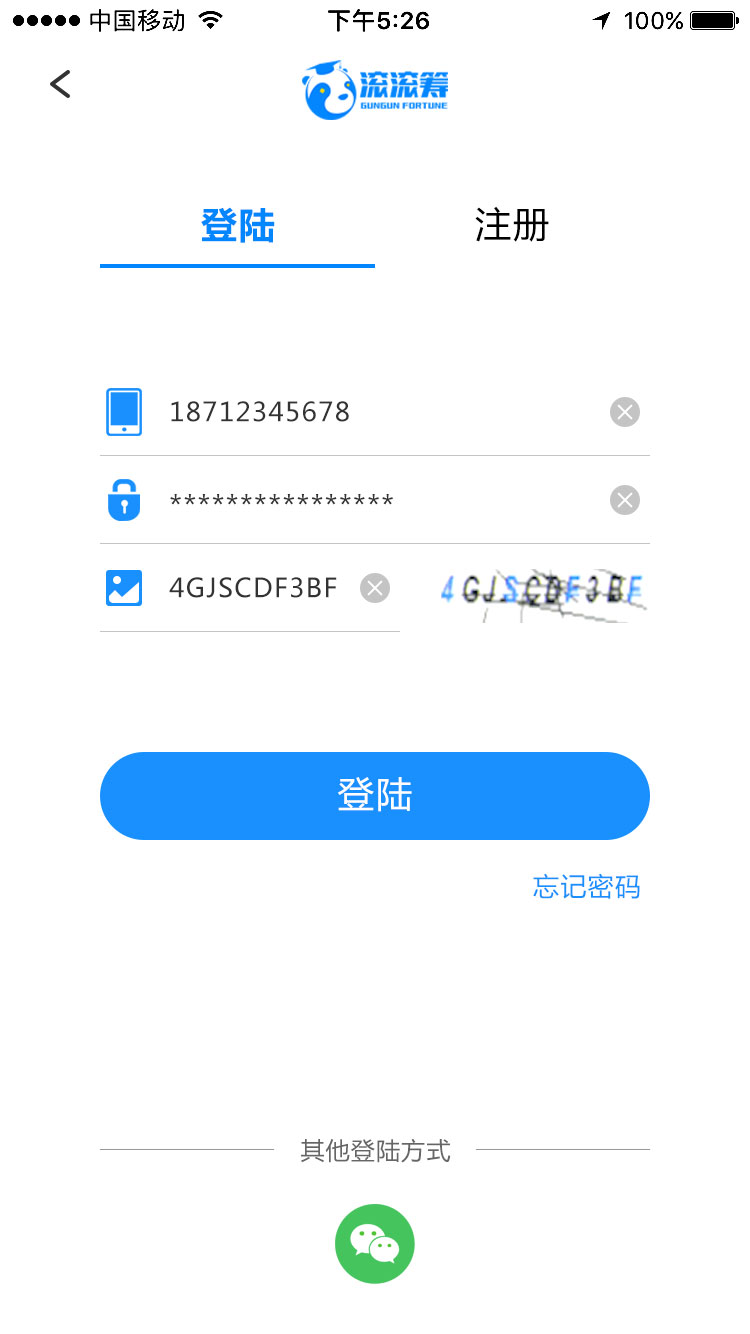 中国移动 下午5:26 100%
滚滚筹
GUNGUN FORTUNE
登陆 注册
18712345678
****************
4GJSCDF3BF 4GJSCDF3BF
登陆
忘记密码
其他登陆方式